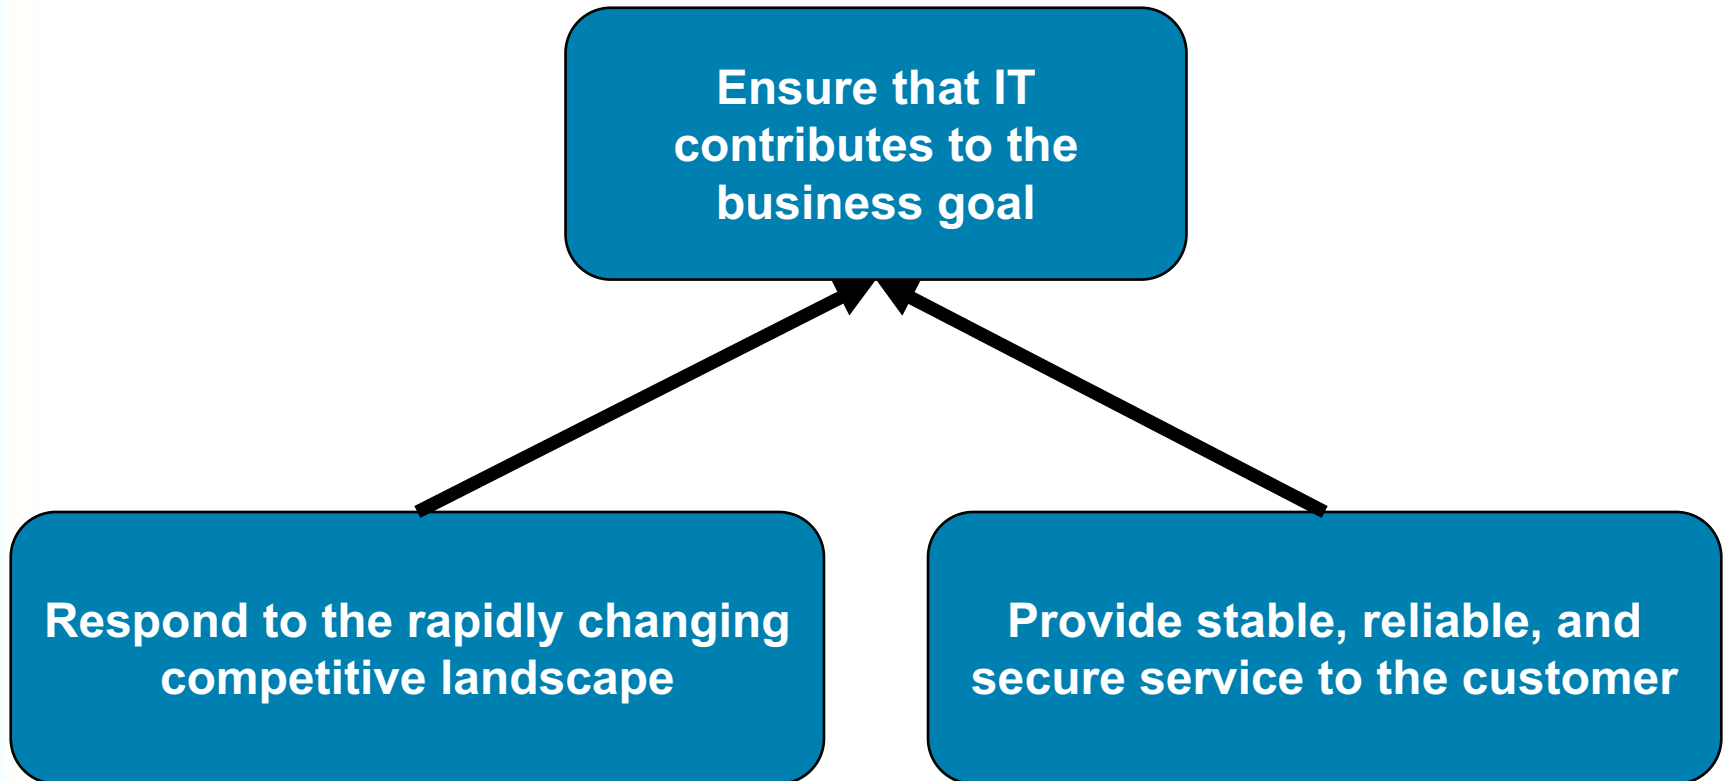 Ensure that IT
contributes to the
business goal
Respond to the rapidly changing
competitive landscape
Provide stable, reliable, and
secure service to the customer